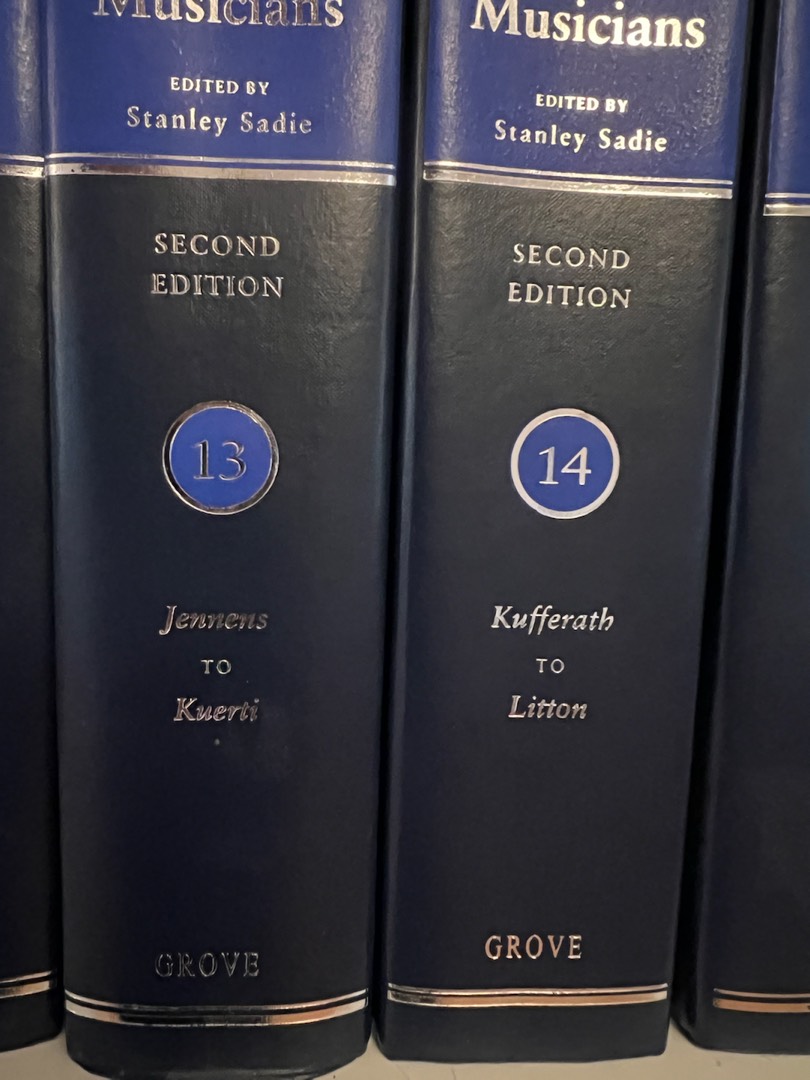 Musicians
EDITED BY
Stanley Sadie
SECOND
EDITION
13
Jennens
TO
Kuerti
GROVE
Musicians
EDITED BY
Stanley Sadie
SECOND
EDITION
14
Kufferath
TO
Litton
GROVE